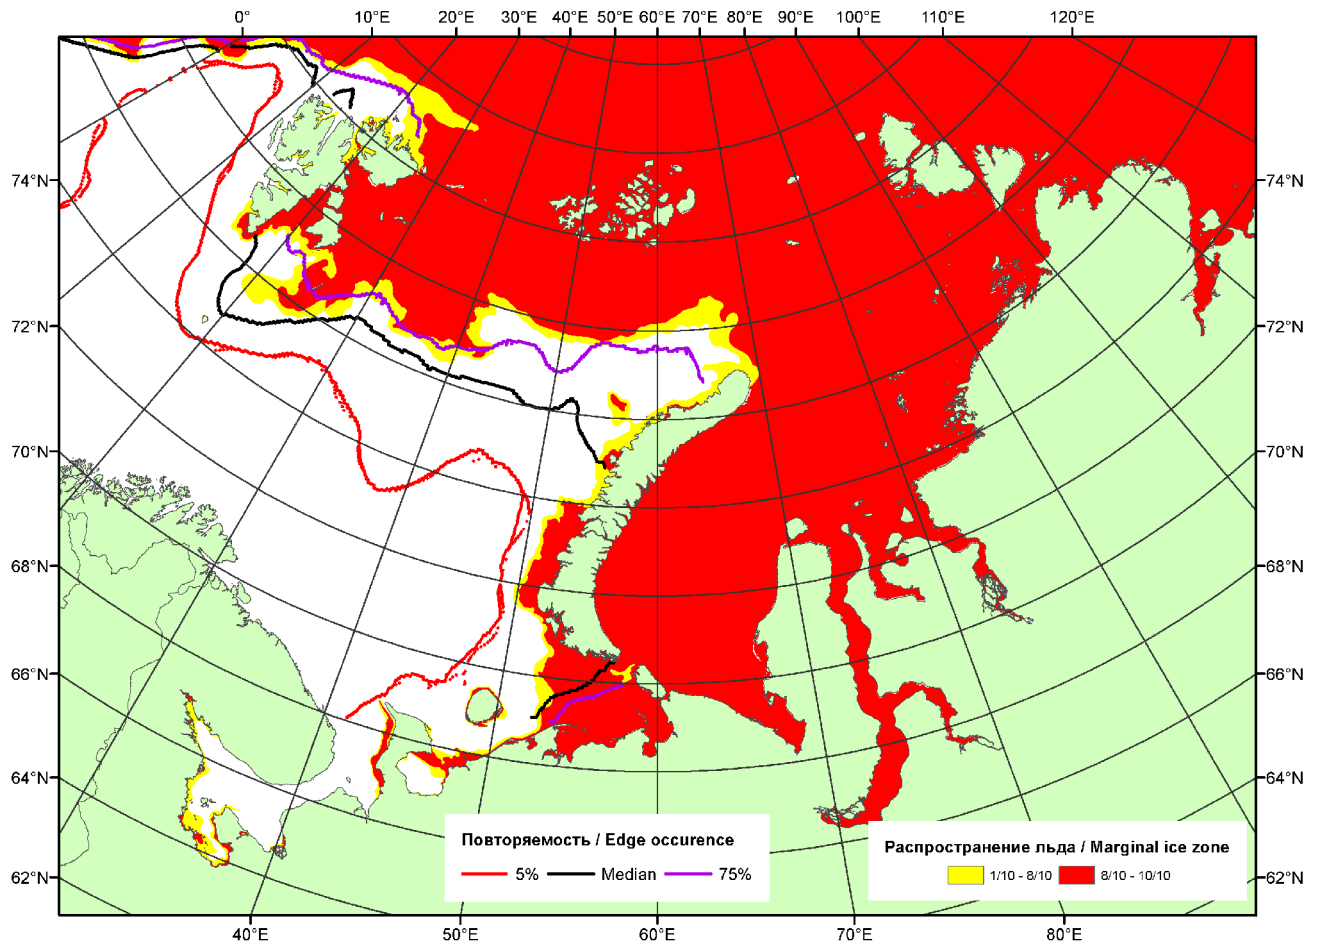 0° 10°E 20°E 30°E 40°E 50°E 60°E 70°E 80°E 90°E 100°E 110°E 120°E
74°N 74°N
72°N 72°N
70°N 70°N
68°N 68°N
66°N 66°N
64°N 64°N
62°N 62°N
Повторяемость / Edge occurence
5% Median 75%
Распространение льда / Marginal ice zone
1/10 - 8/10 8/10 - 10/10
40°E 50°E 60°E 70°E 80°E